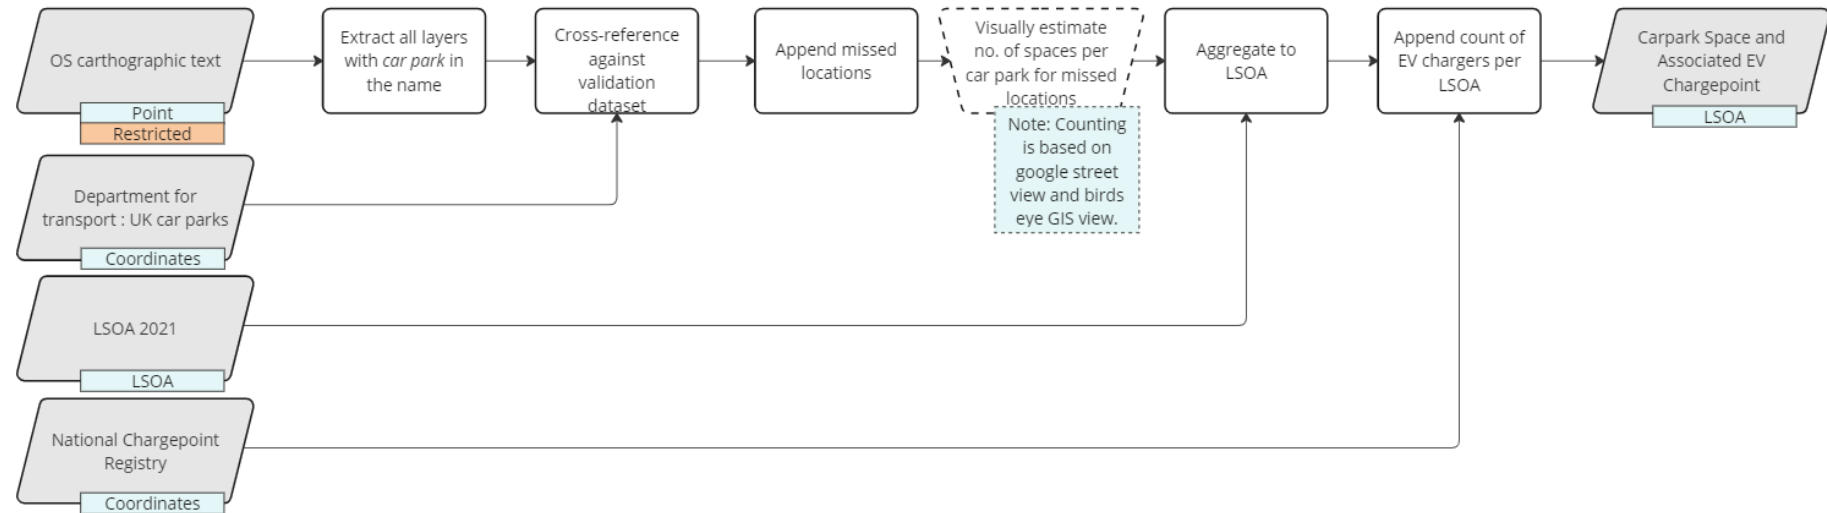 OS carthographic text
Point
Restricted
Extract all layers
with car park in
the name
Cross-reference
against
validation
dataset
Append missed
locations
Visually estimate
no. of spaces per
car park for missed
locations
Note: Counting
is based on
google street
view and birds
eye GIS view.
Aggregate to
LSOA
Append count of
EV chargers per
LSOA
Carpark Space and
Associated EV
Chargepoint
LSOA
Department for
transport : UK car parks
Coordinates
LSOA 2021
LSOA
National Chargepoint
Registry
Coordinates